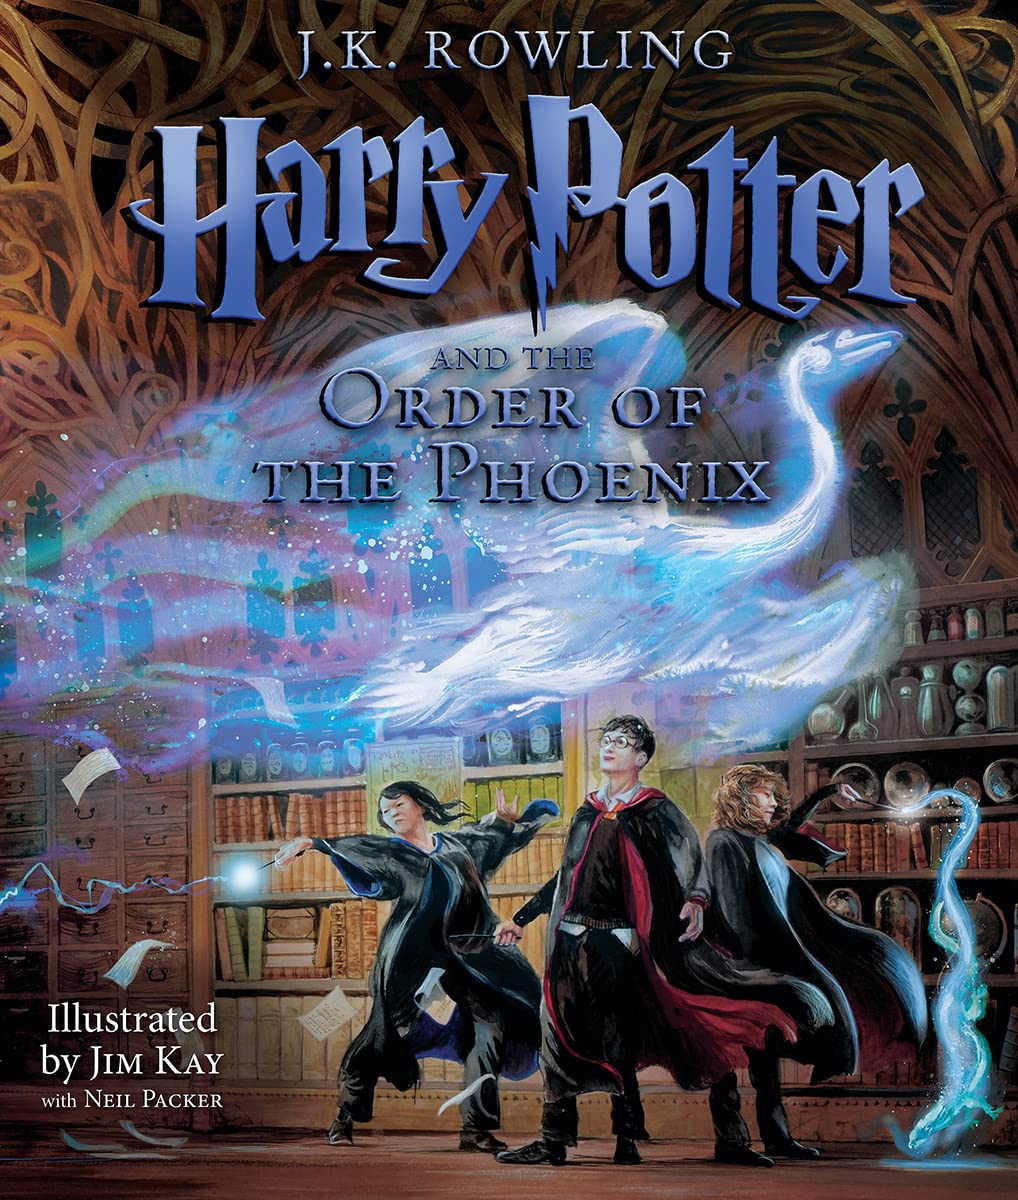 J.K. ROWLING
Harry Potter
AND THE
ORDER OF
THE PHOENIX
Illustrated
by JIM KAY
with NEIL PACKER